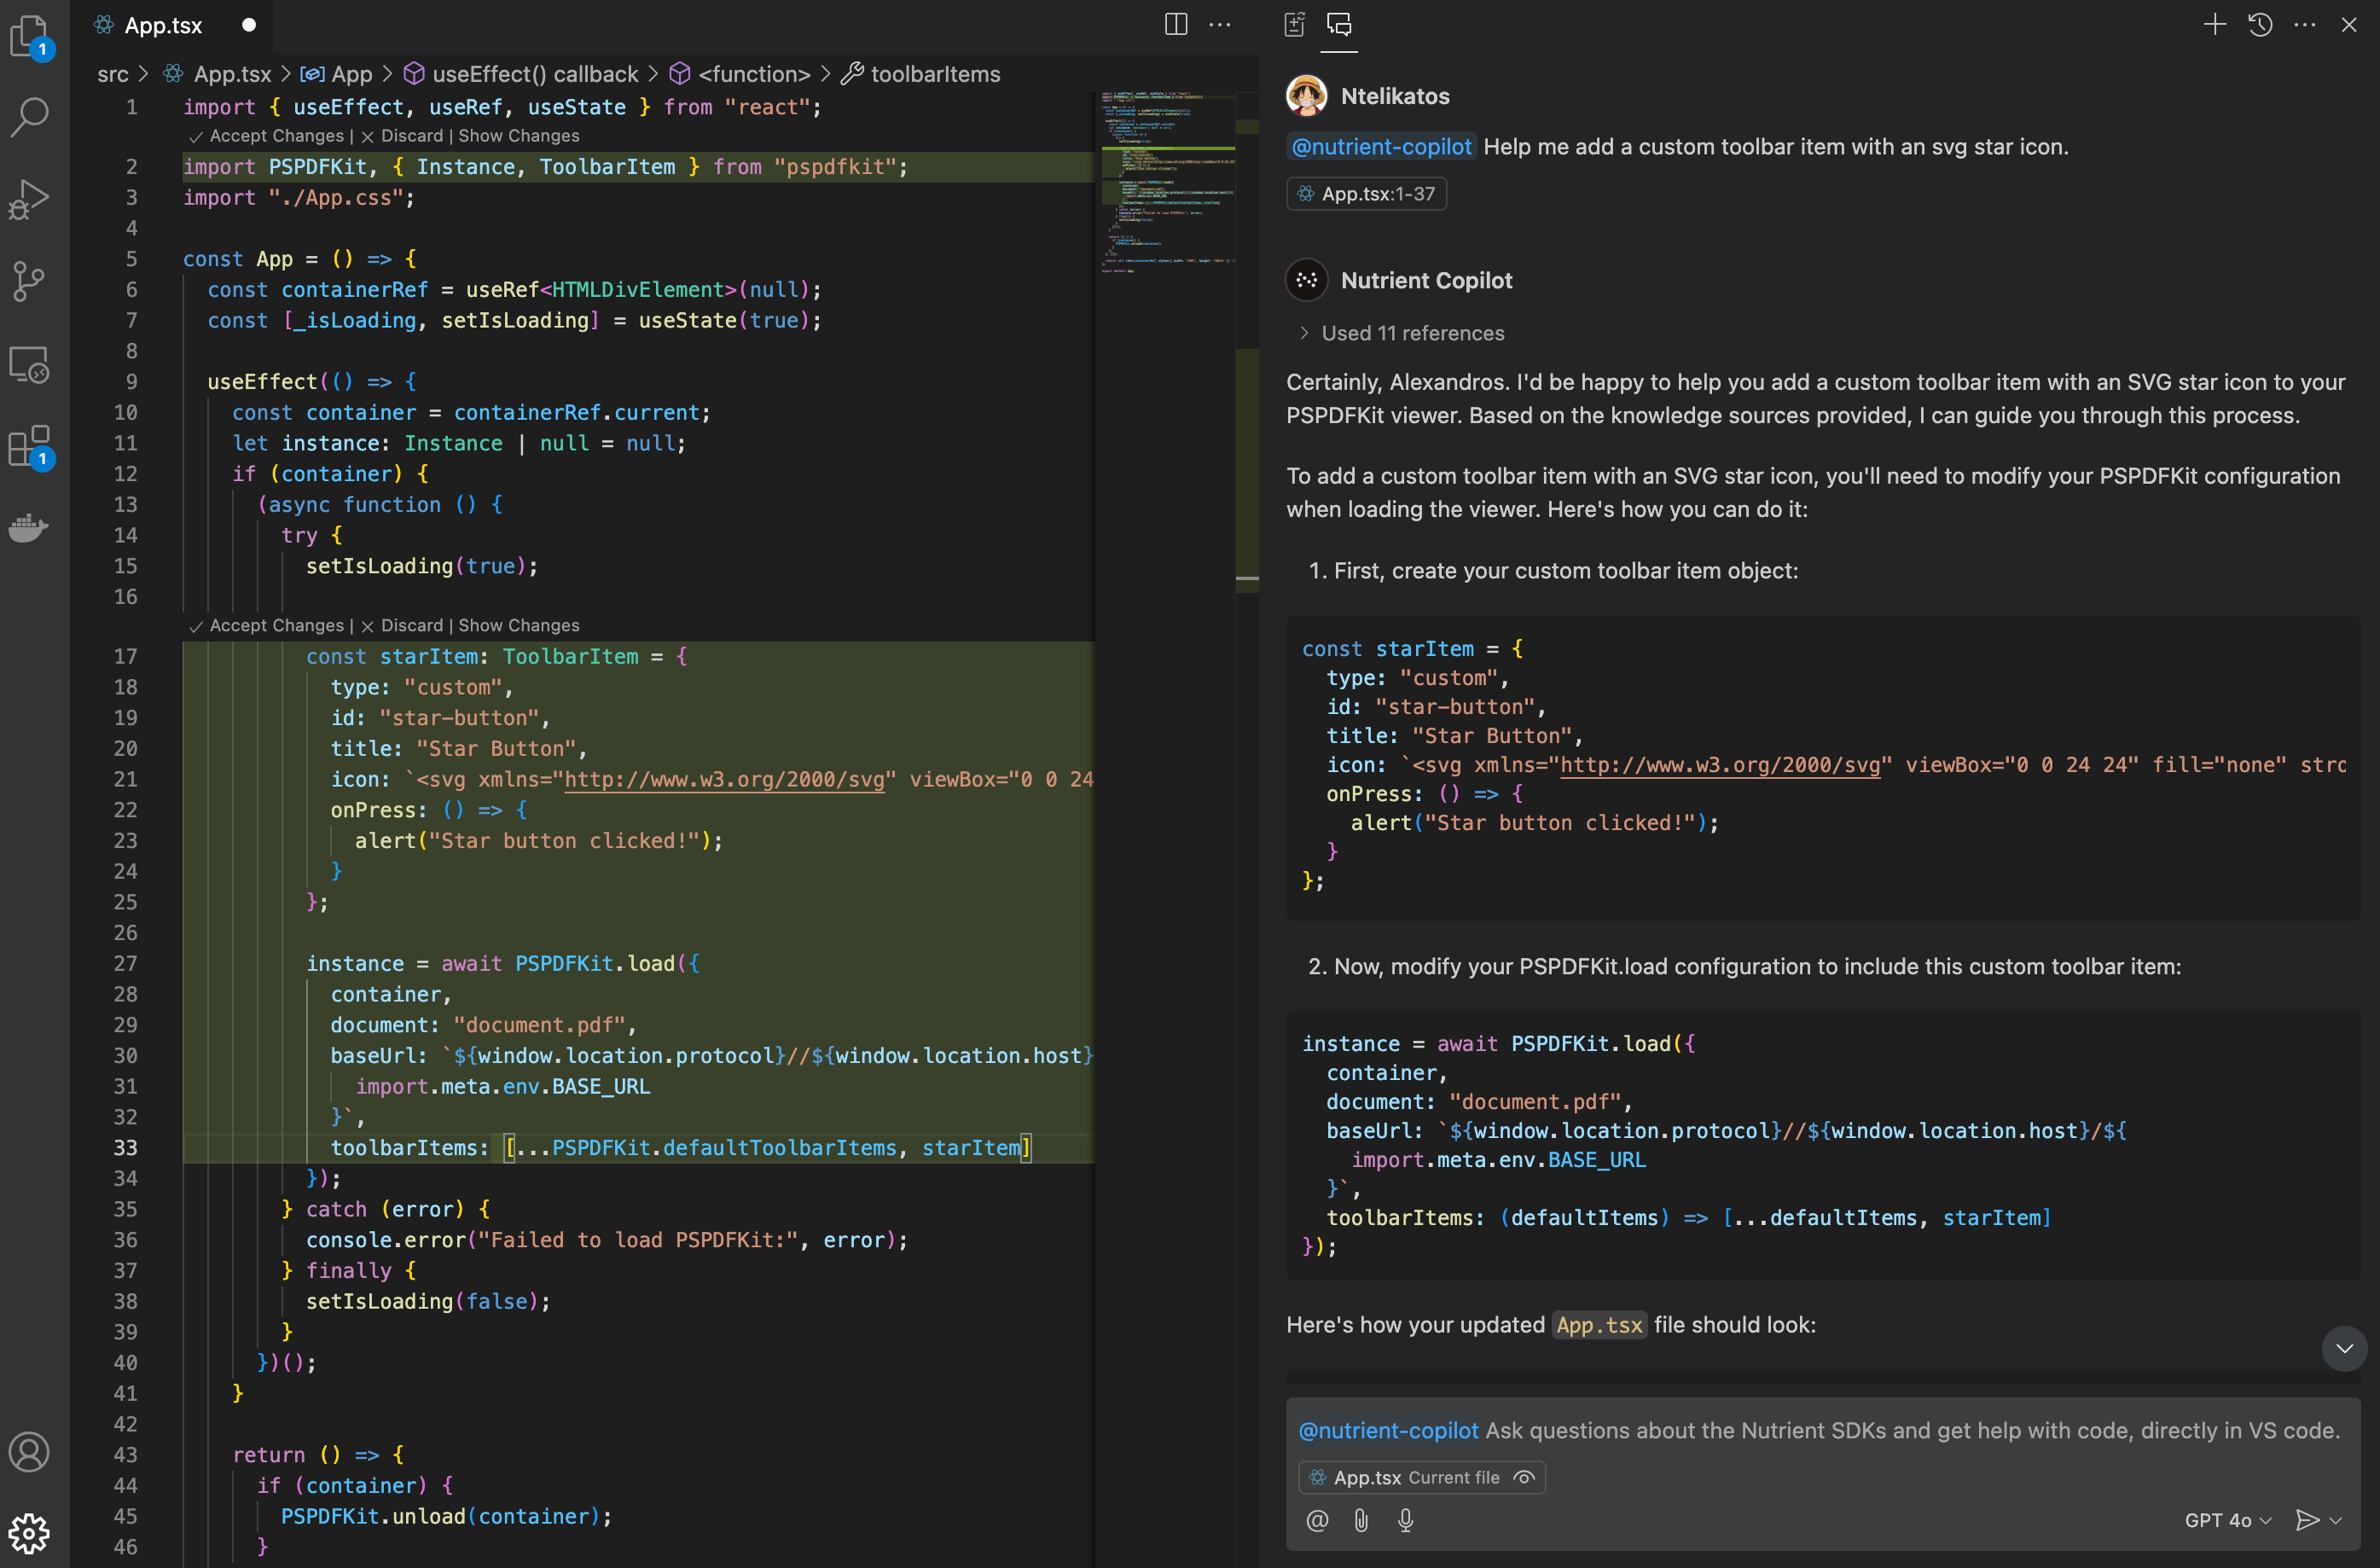 App.tsx
src > App.tsx > App > useEffect() callback > <function> > toolbarItems
1 import { useEffect, useRef, useState } from "react";
Accept Changes | Discard | Show Changes
2 import PSPDFKit, { Instance, ToolbarItem } from "pspdfkit";
3 import "./App.css";
4
5 const App = () => {
6 const containerRef = useRef<HTMLDivElement>(null);
7 const [_isLoading, setIsLoading] = useState(true);
8
9 useEffect(() => {
10 const container = containerRef.current;
11 let instance: Instance | null = null;
12 if (container) {
13 (async function () {
14 try {
15 setIsLoading(true);
16
Accept Changes | Discard | Show Changes
17 const starItem: ToolbarItem = {
18 type: "custom",
19 id: "star-button",
20 title: "Star Button",
21 icon: `<svg xmlns="http://www.w3.org/2000/svg" viewBox="0 0 24
22 onPress: () => {
23 alert("Star button clicked!");
24 }
25 };
26
27 instance = await PSPDFKit.load({
28 container,
29 document: "document.pdf",
30 baseUrl: `${window.location.protocol}//${window.location.host}
31 import.meta.env.BASE_URL
32 }`,
33 toolbarItems: [...PSPDFKit.defaultToolbarItems, starItem]
34 });
35 } catch (error) {
36 console.error("Failed to load PSPDFKit:", error);
37 } finally {
38 setIsLoading(false);
39 }
40 })();
41 }
42
43 return () => {
44 if (container) {
45 PSPDFKit.unload(container);
46 }
1
1
Ntelikatos
@nutrient-copilot Help me add a custom toolbar item with an svg star icon.
App.tsx:1-37
Nutrient Copilot
> Used 11 references
Certainly, Alexandros. I'd be happy to help you add a custom toolbar item with an SVG star icon to your
PSPDFKit viewer. Based on the knowledge sources provided, I can guide you through this process.
To add a custom toolbar item with an SVG star icon, you'll need to modify your PSPDFKit configuration
when loading the viewer. Here's how you can do it:
1. First, create your custom toolbar item object:
const starItem = {
type: "custom",
id: "star-button",
title: "Star Button",
icon: `<svg xmlns="http://www.w3.org/2000/svg" viewBox="0 0 24 24" fill="none" stro
onPress: () => {
alert("Star button clicked!");
}
};
2. Now, modify your PSPDFKit.load configuration to include this custom toolbar item:
instance = await PSPDFKit.load({
container,
document: "document.pdf",
baseUrl: `${window.location.protocol}//${window.location.host}/${
import.meta.env.BASE_URL
}`,
toolbarItems: (defaultItems) => [...defaultItems, starItem]
});
Here's how your updated App.tsx file should look:
@nutrient-copilot Ask questions about the Nutrient SDKs and get help with code, directly in VS code.
App.tsx Current file
GPT 4o